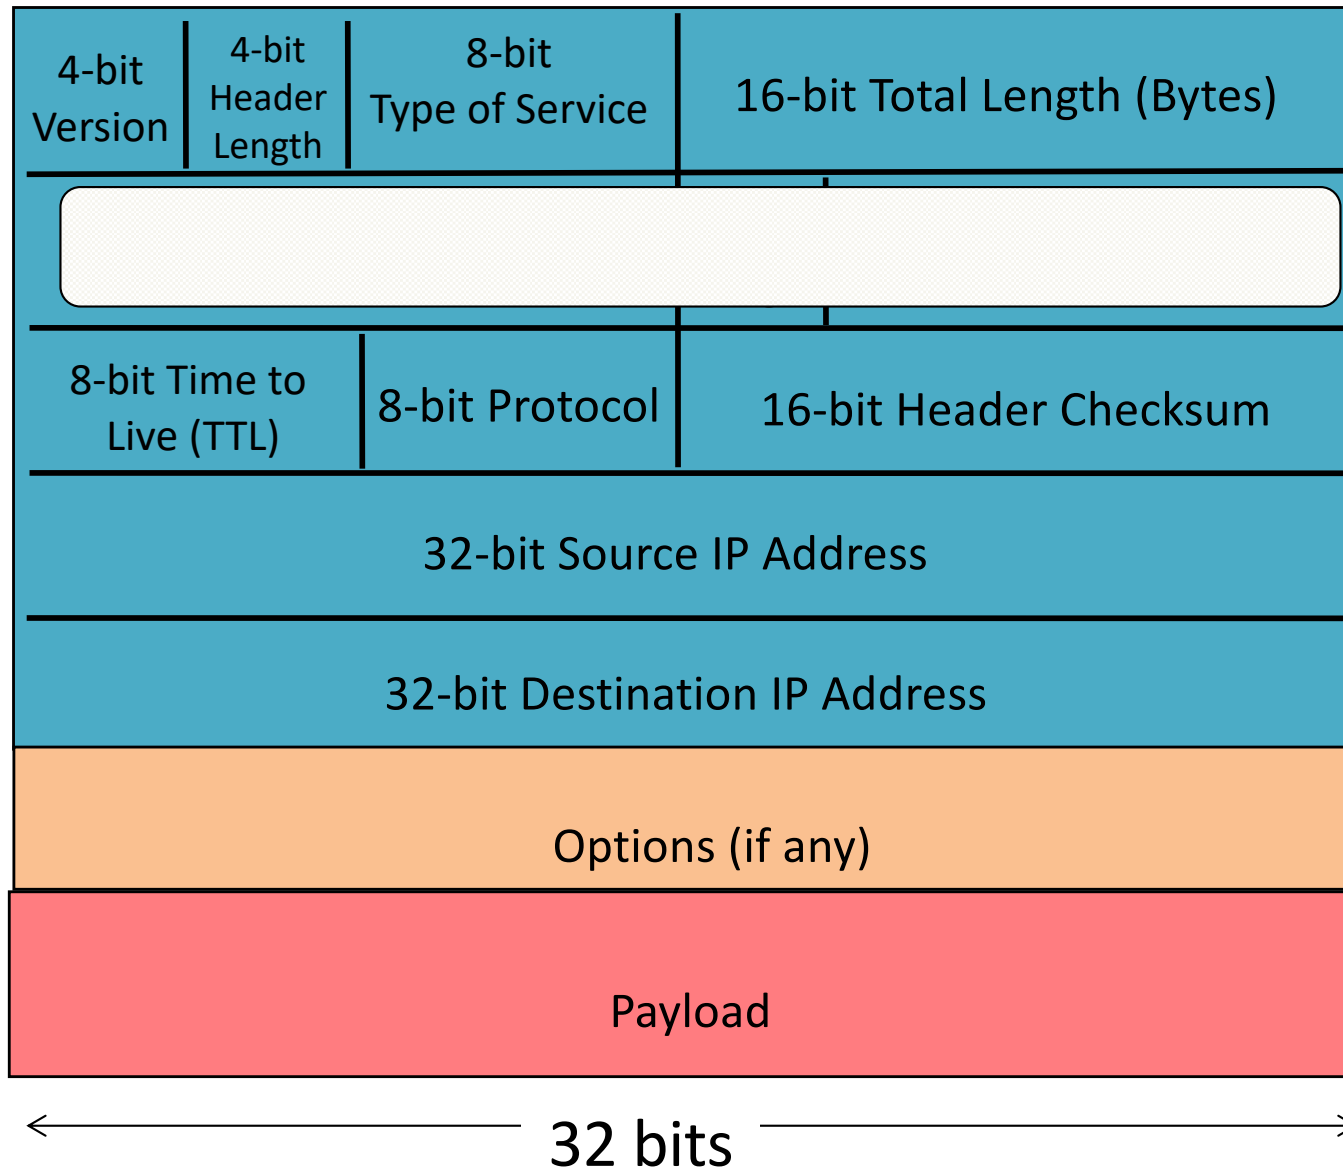 4-bit
Version
4-bit
Header
Length
8-bit
Type of Service
16-bit Total Length (Bytes)
8-bit Time to
Live (TTL)
8-bit Protocol
16-bit Header Checksum
32-bit Source IP Address
32-bit Destination IP Address
Options (if any)
Payload
32 bits